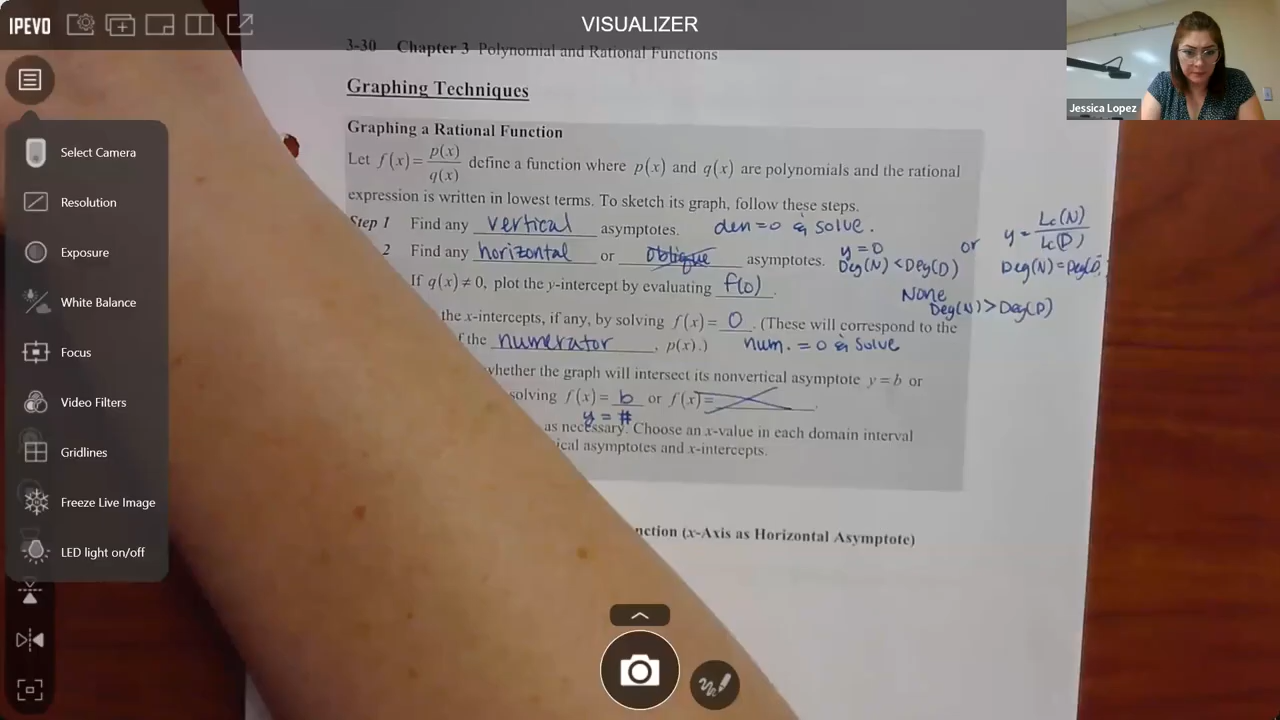 IPEVO
VISUALIZER
Jessica Lopez
Select Camera
Resolution
Exposure
White Balance
Focus
Video Filters
Gridlines
Freeze Live Image
LED light on/off
3-30 Chapter 3 Polynomial and Rational Functions
Graphing Techniques
Graphing a Rational Function
Let f(x)= p(x)/q(x) define a function where p(x) and q(x) are polynomials and the rational
expression is written in lowest terms. To sketch its graph, follow these steps.
Step 1 Find any vertical asymptotes. den=0 & solve.
2 Find any horizontal or oblique asymptotes. y=0 Deg(N)<Deg(D) or y= Lc(N)/Lc(D) Deg(N)=Deg(D)
If q(x)≠0, plot the y-intercept by evaluating f(0). None Deg(N)>Deg(D)
the x-intercepts, if any, by solving f(x)= 0. (These will correspond to the
the numerator, p(x).) num. =0 & solve
whether the graph will intersect its nonvertical asymptote y=b or
solving f(x)= b or f(x)=
y = #
as necessary. Choose an x-value in each domain interval
ical asymptotes and x-intercepts.
nction (x-Axis as Horizontal Asymptote)